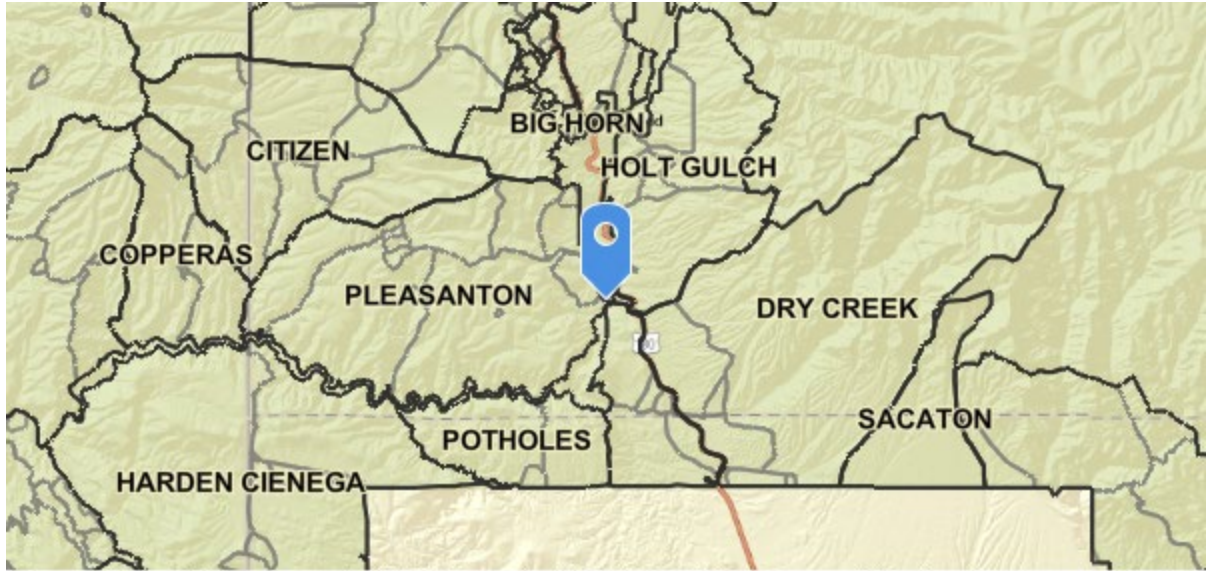 BIG HORN
CITIZEN
HOLT GULCH
COPPERAS
PLEASANTON
DRY CREEK
SACATON
POTHOLES
HARDEN CIENEGA